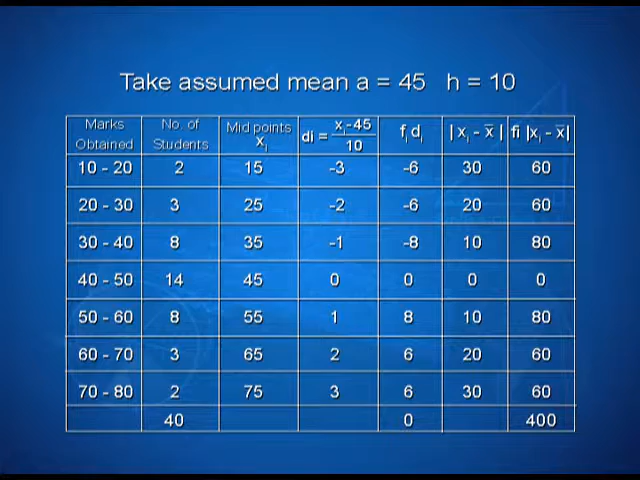 Take assumed mean a = 45 h = 10
Marks Obtained No. of Students Mid points xi di = xi-45 / 10 fi di | xi - x̅ | fi |xi - x̅|
10 - 20 2 15 -3 -6 30 60
20 - 30 3 25 -2 -6 20 60
30 - 40 8 35 -1 -8 10 80
40 - 50 14 45 0 0 0 0
50 - 60 8 55 1 8 10 80
60 - 70 3 65 2 6 20 60
70 - 80 2 75 3 6 30 60
40 0 400